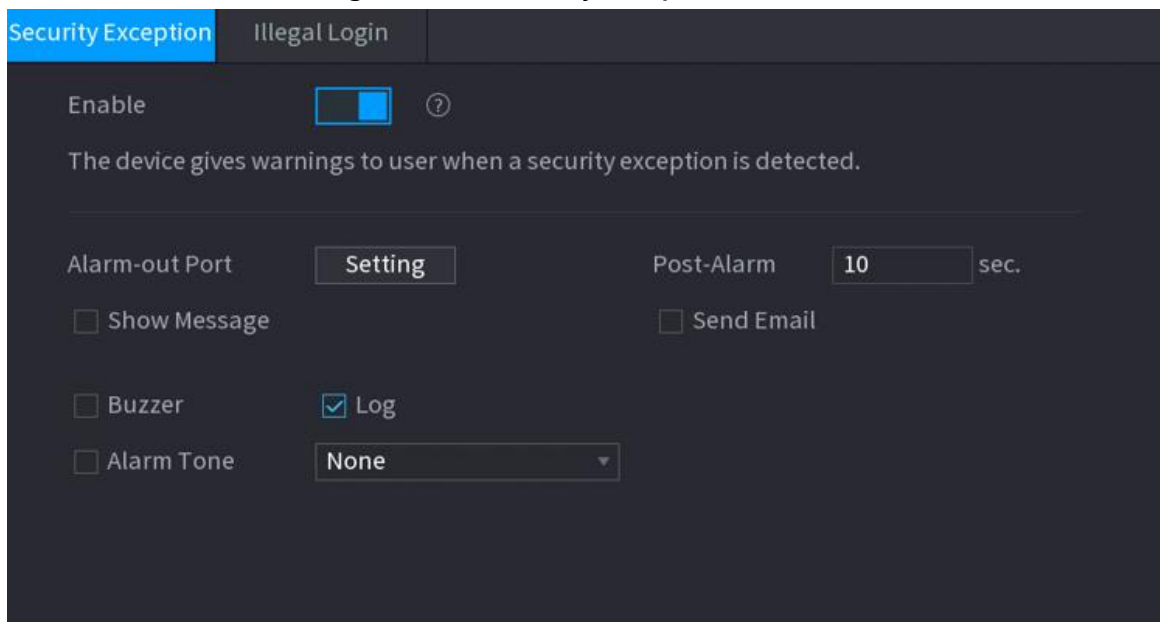 Security Exception Illegal Login
Enable ?
The device gives warnings to user when a security exception is detected.
Alarm-out Port Setting Post-Alarm 10 sec.
Show Message Send Email
Buzzer Log
Alarm Tone None